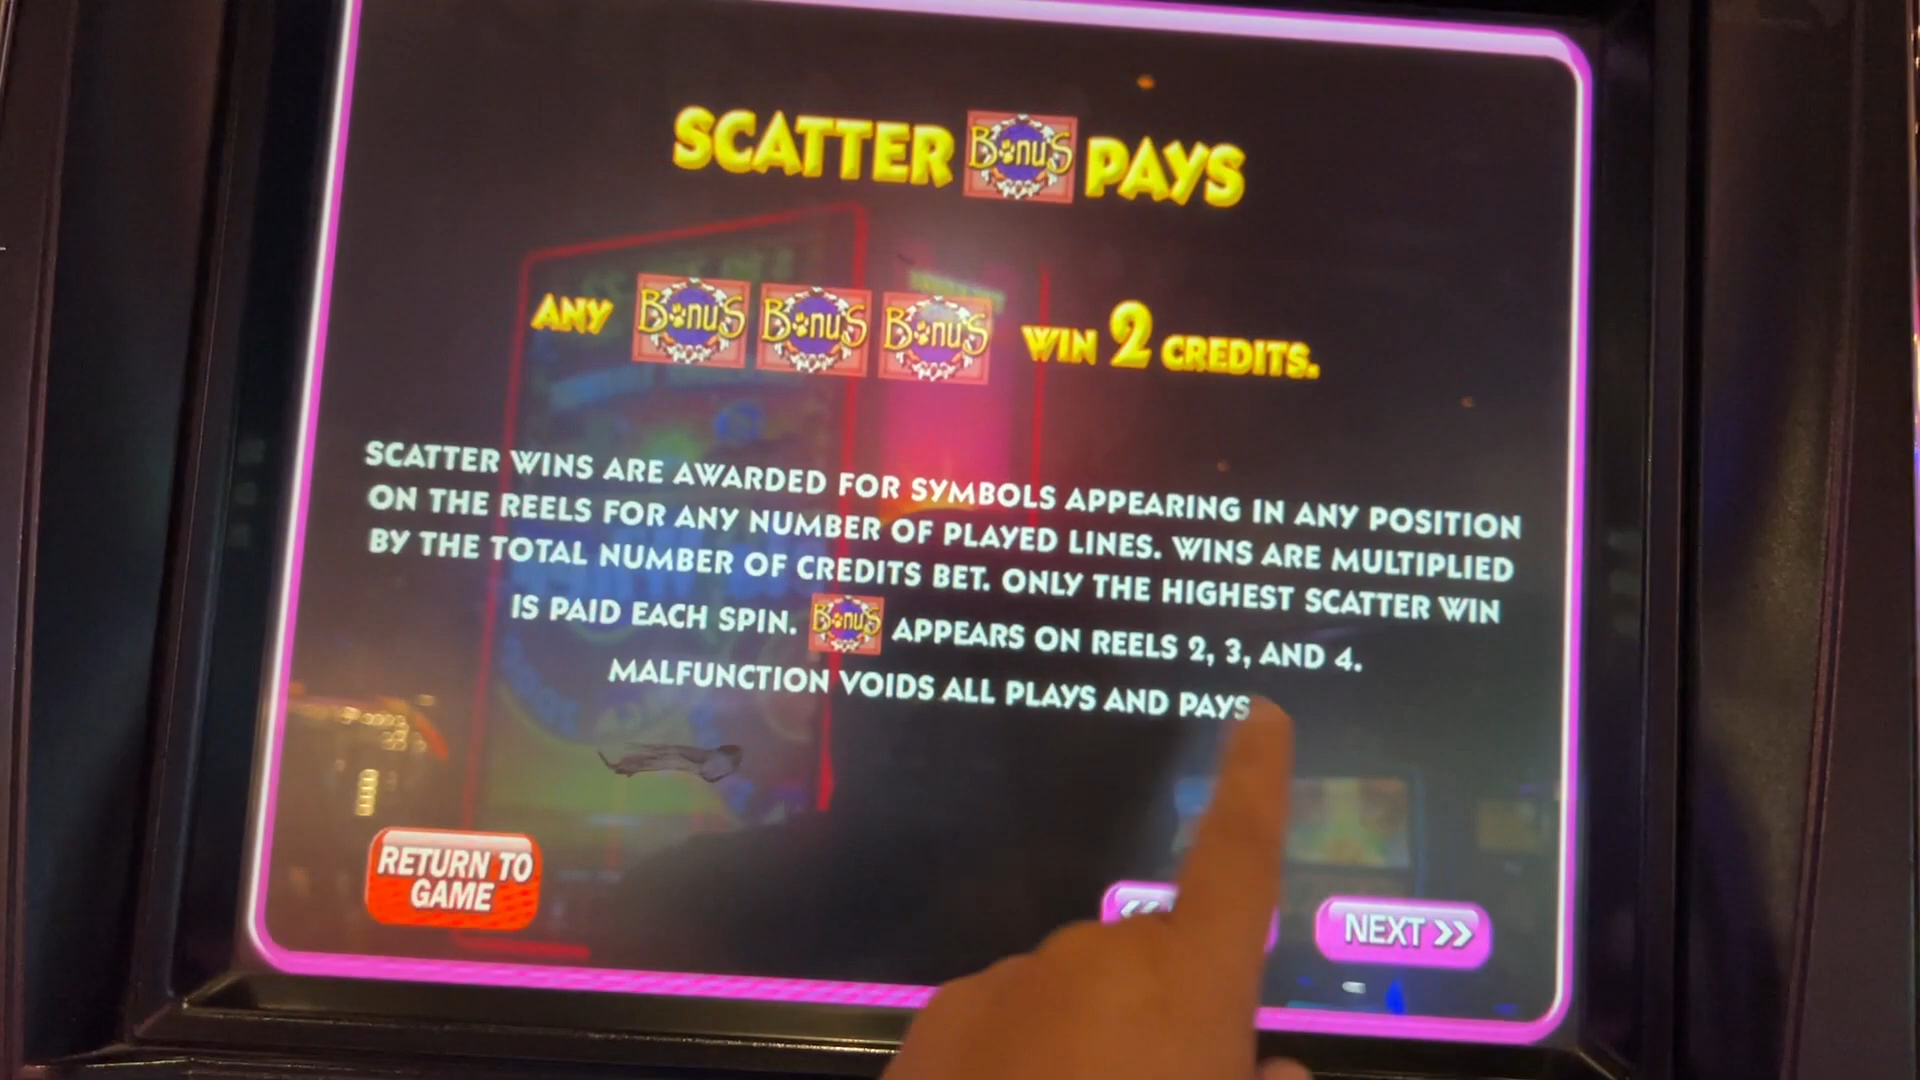 SCATTER BONUS PAYS
ANY BONUS BONUS BONUS WIN 2 CREDITS.
SCATTER WINS ARE AWARDED FOR SYMBOLS APPEARING IN ANY POSITION
ON THE REELS FOR ANY NUMBER OF PLAYED LINES. WINS ARE MULTIPLIED
BY THE TOTAL NUMBER OF CREDITS BET. ONLY THE HIGHEST SCATTER WIN
IS PAID EACH SPIN. BONUS APPEARS ON REELS 2, 3, AND 4.
MALFUNCTION VOIDS ALL PLAYS AND PAYS
RETURN TO
GAME
<<
NEXT >>